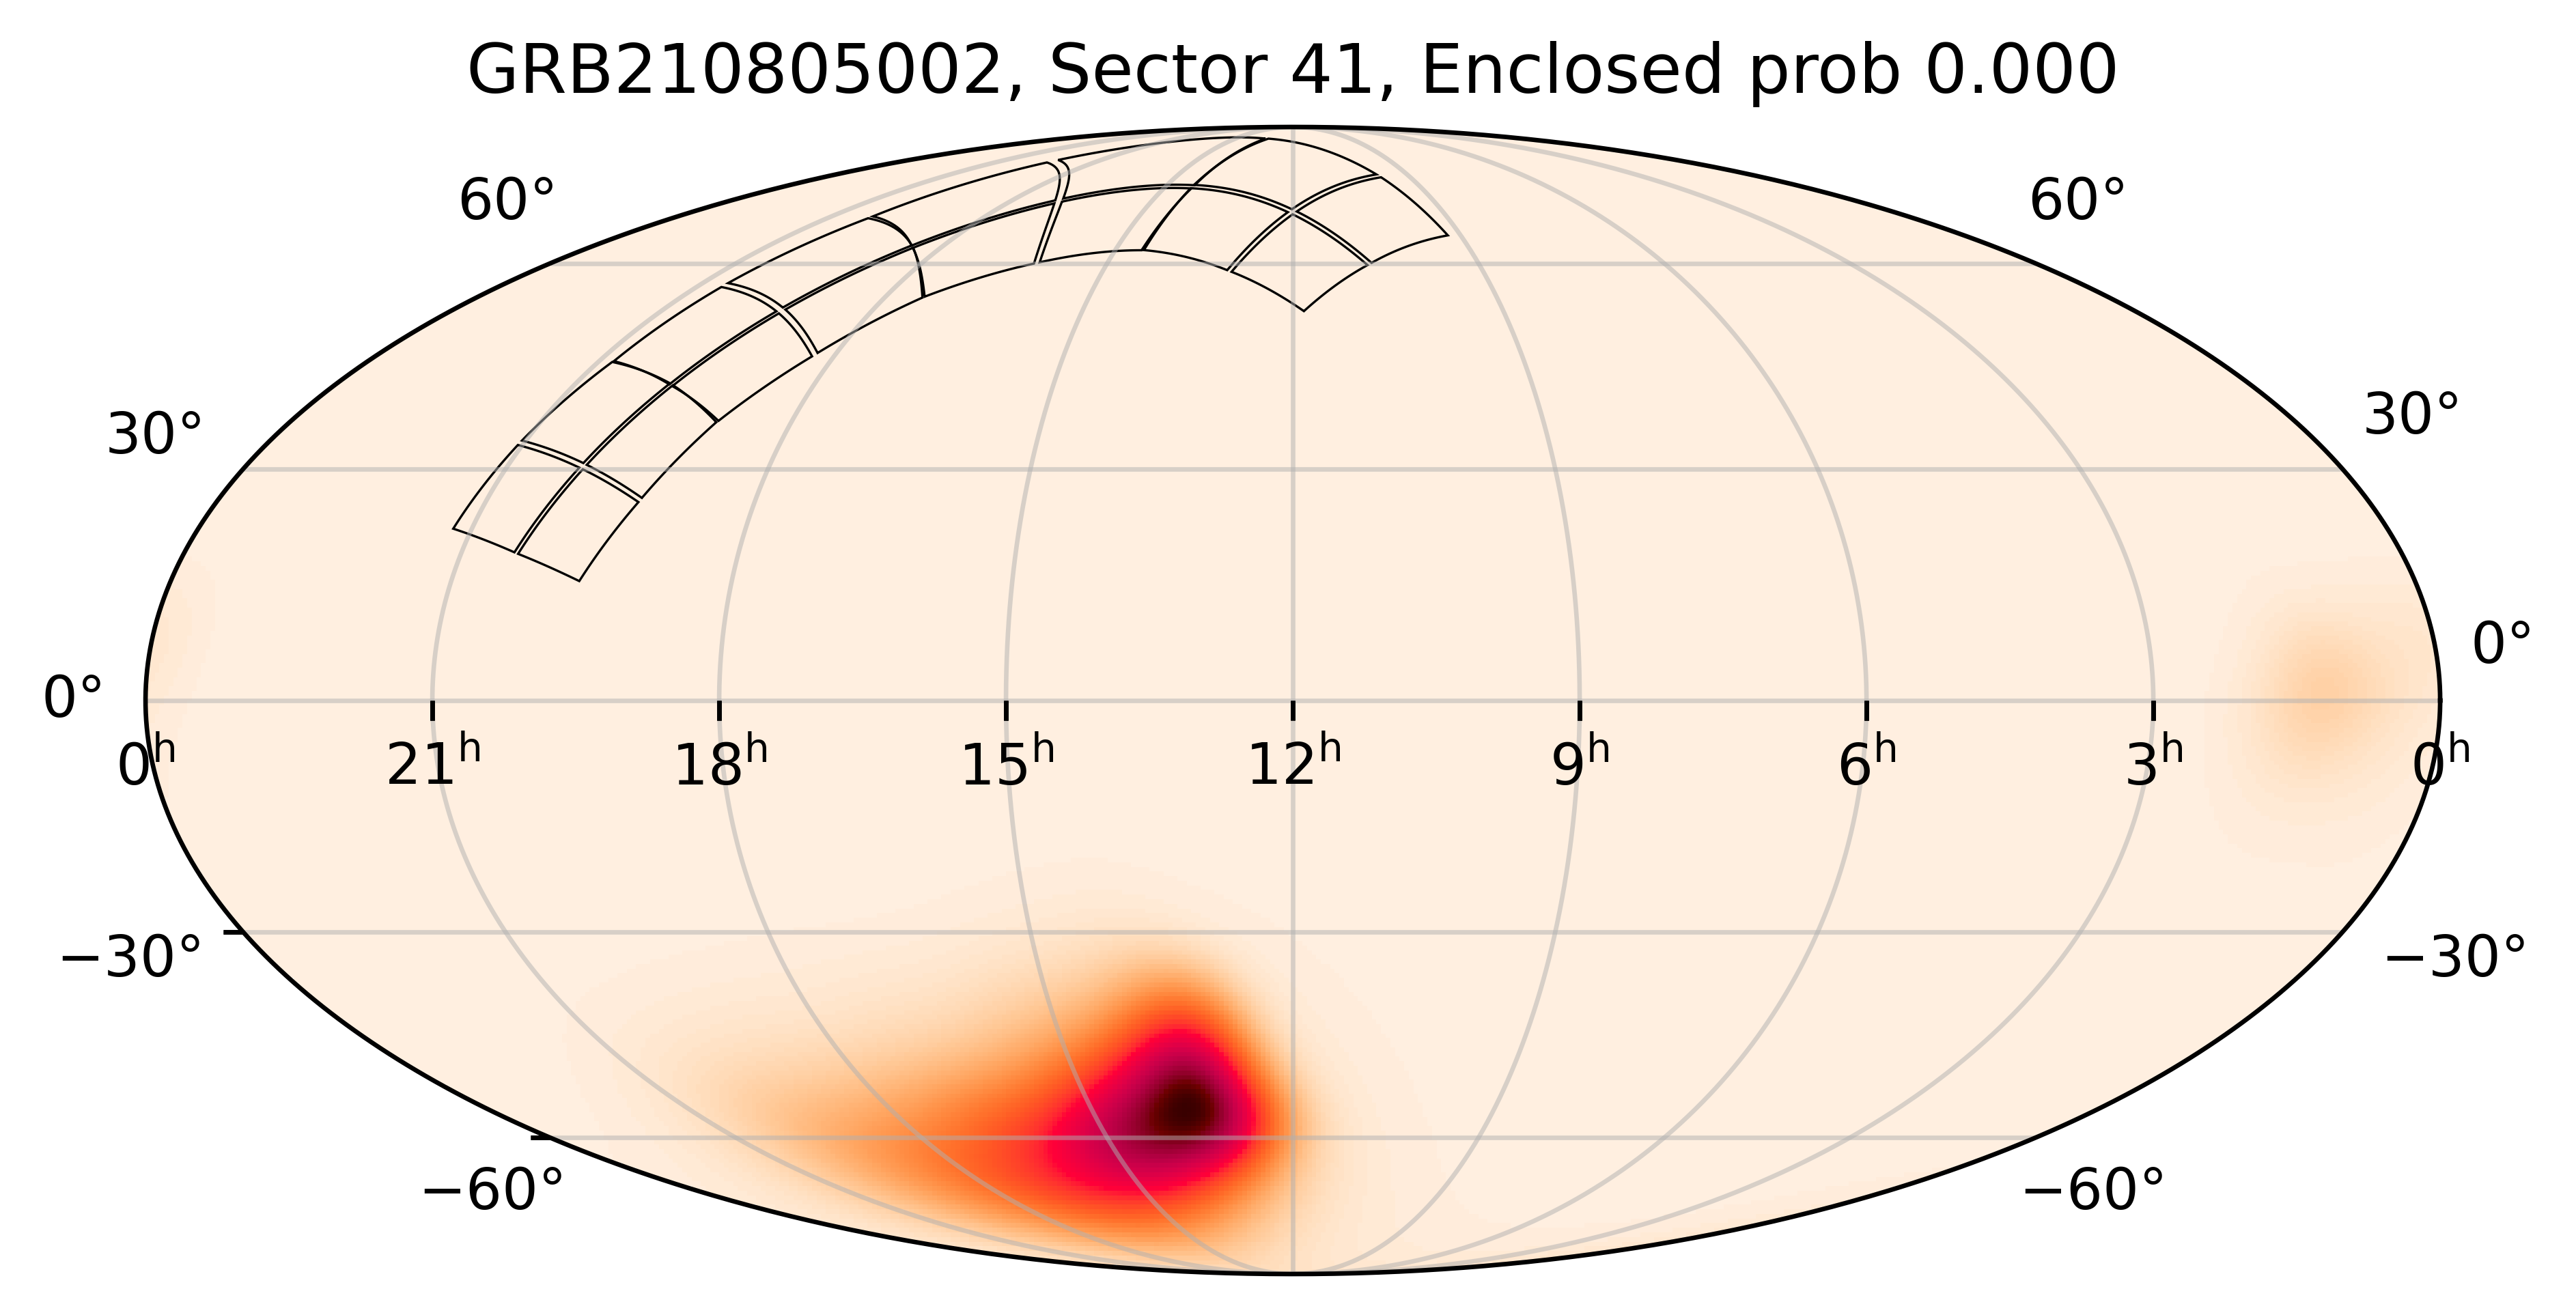 GRB210805002, Sector 41, Enclosed prob 0.000
60° 60°
30° 30°
0° 0°
0ʰ 21ʰ 18ʰ 15ʰ 12ʰ 9ʰ 6ʰ 3ʰ 0ʰ
−30° −30°
−60° −60°